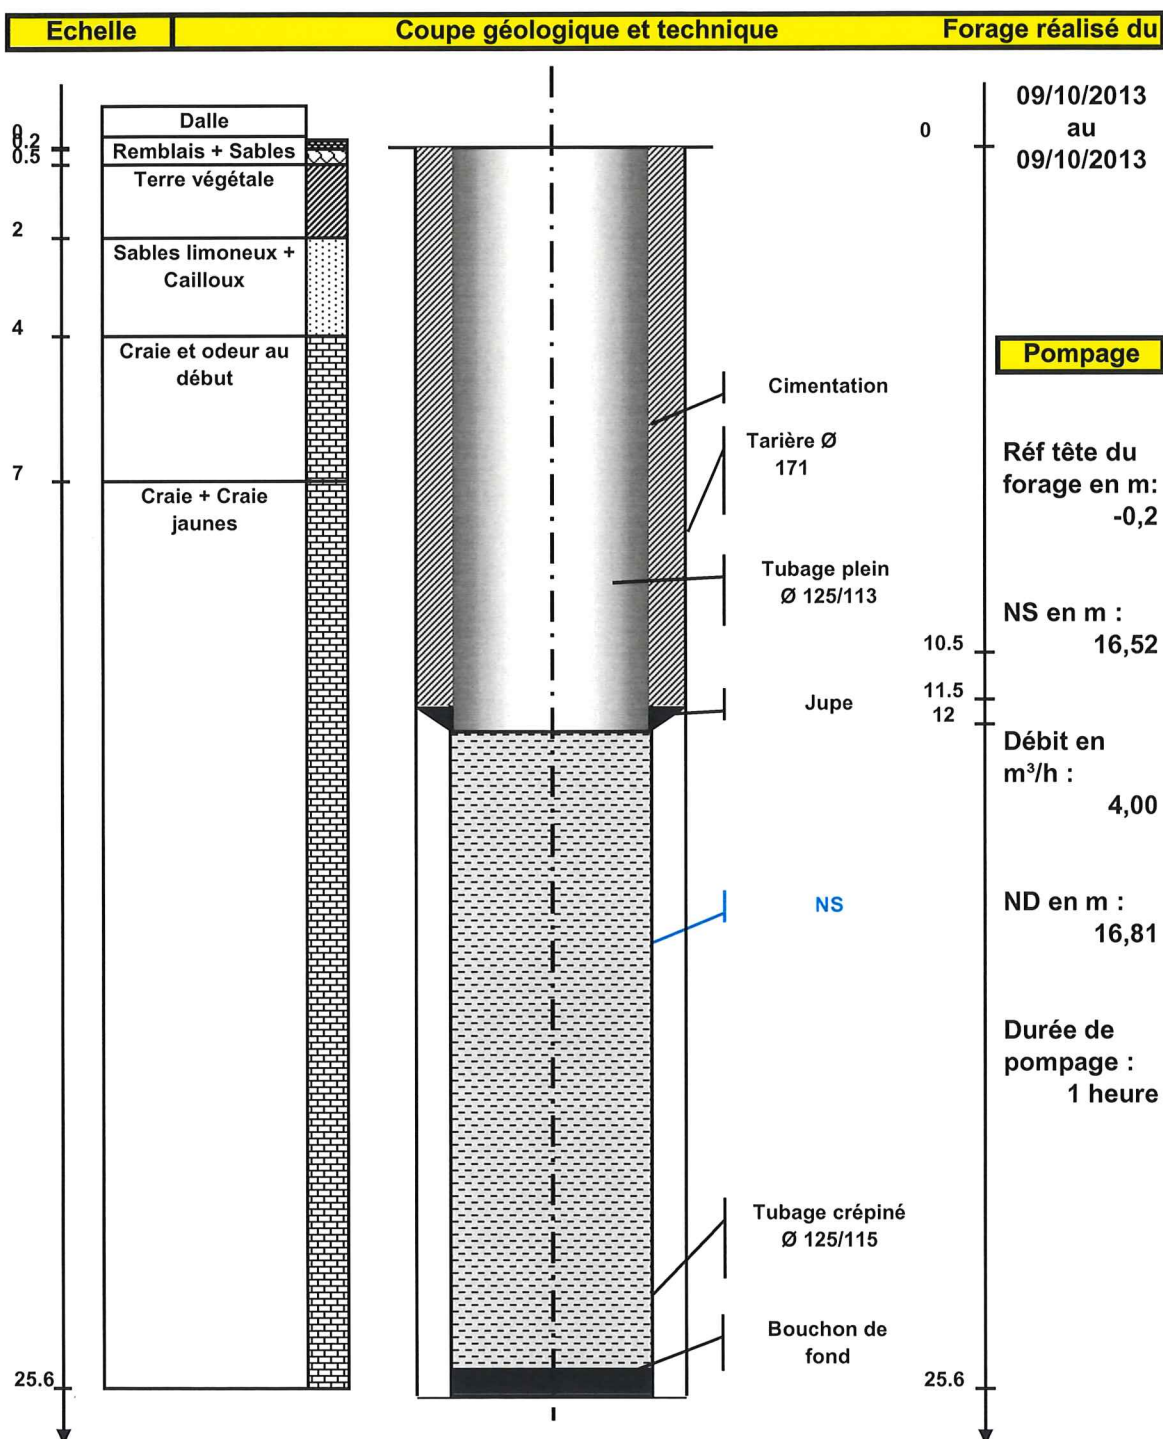 Echelle
Coupe géologique et technique
Forage réalisé du
09/10/2013
au
09/10/2013
0
0.2
0.5
2
4
7
25.6
Dalle
Remblais + Sables
Terre végétale
Sables limoneux +
Cailloux
Craie et odeur au
début
Craie + Craie
jaunes
Cimentation
Tarière Ø
171
Tubage plein
Ø 125/113
Jupe
NS
Tubage crépiné
Ø 125/115
Bouchon de
fond
0
10.5
11.5
12
25.6
Pompage
Réf tête du
forage en m:
-0,2
NS en m :
16,52
Débit en
m³/h :
4,00
ND en m :
16,81
Durée de
pompage :
1 heure